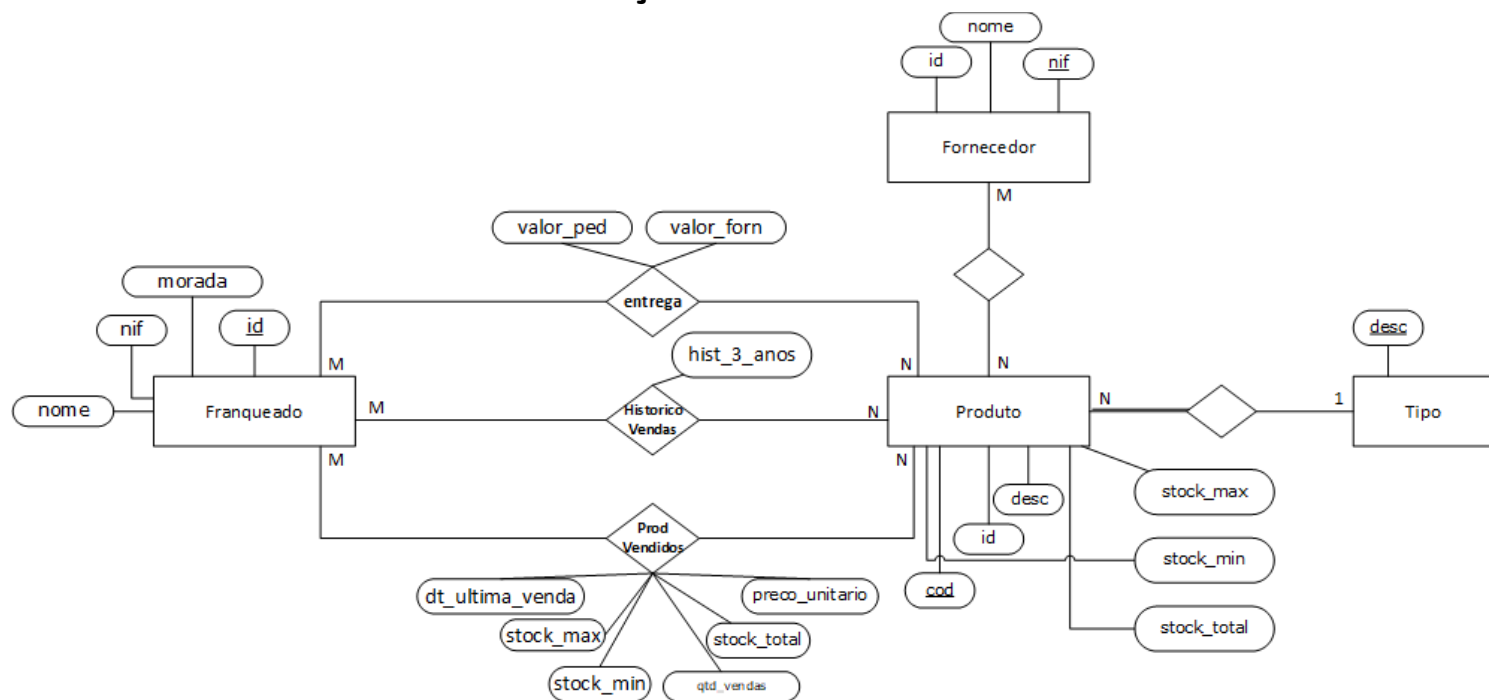 nome
id
nif
Fornecedor
M
valor_ped
valor_forn
morada
entrega
nif
id
desc
hist_3_anos
M
N
N
nome
Franqueado
M
Historico
Vendas
N
Produto
N
1
Tipo
M
N
stock_max
desc
Prod
Vendidos
id
stock_min
dt_ultima_venda
preco_unitario
cod
stock_max
stock_total
stock_total
stock_min
qtd_vendas